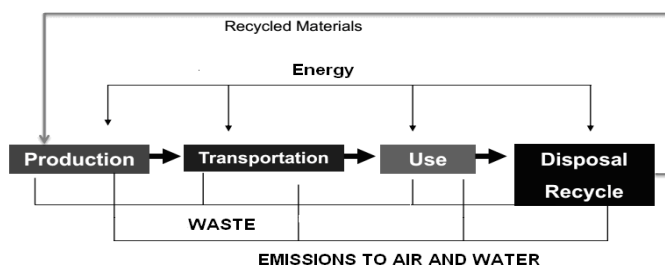 Recycled Materials
Energy
Production
Transportation
Use
Disposal
Recycle
WASTE
EMISSIONS TO AIR AND WATER